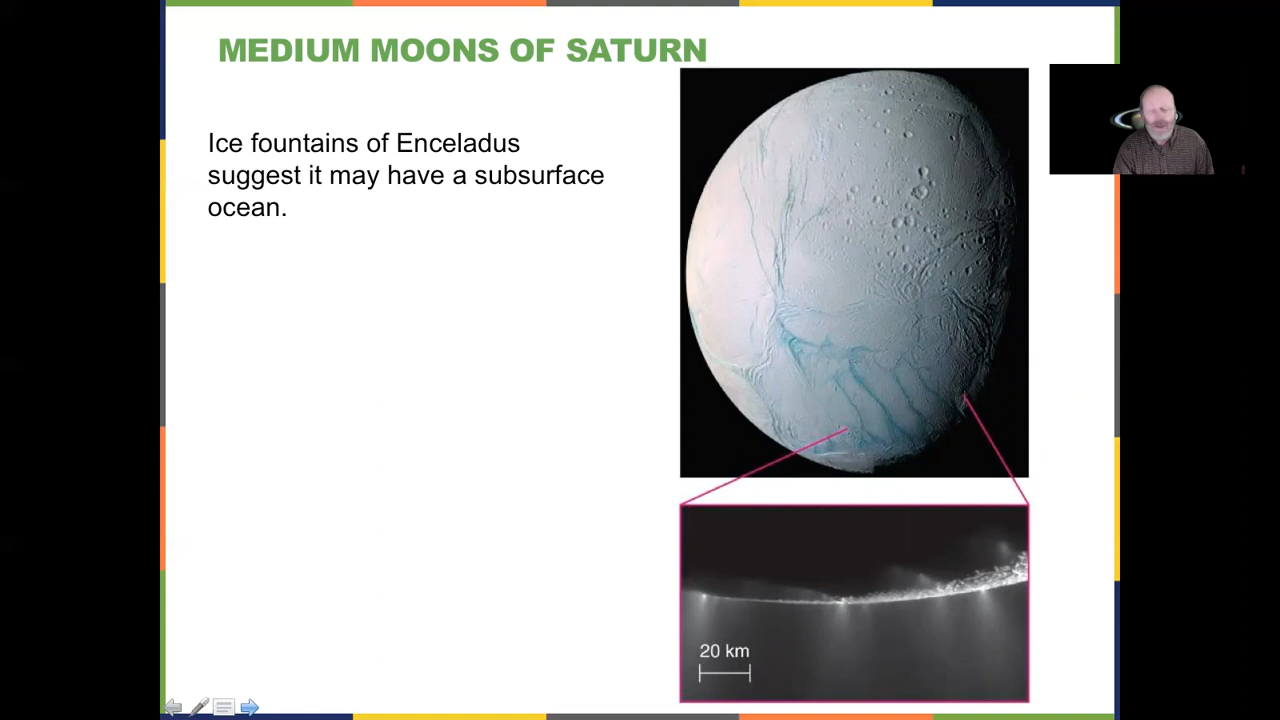 MEDIUM MOONS OF SATURN
Ice fountains of Enceladus
suggest it may have a subsurface
ocean.
20 km